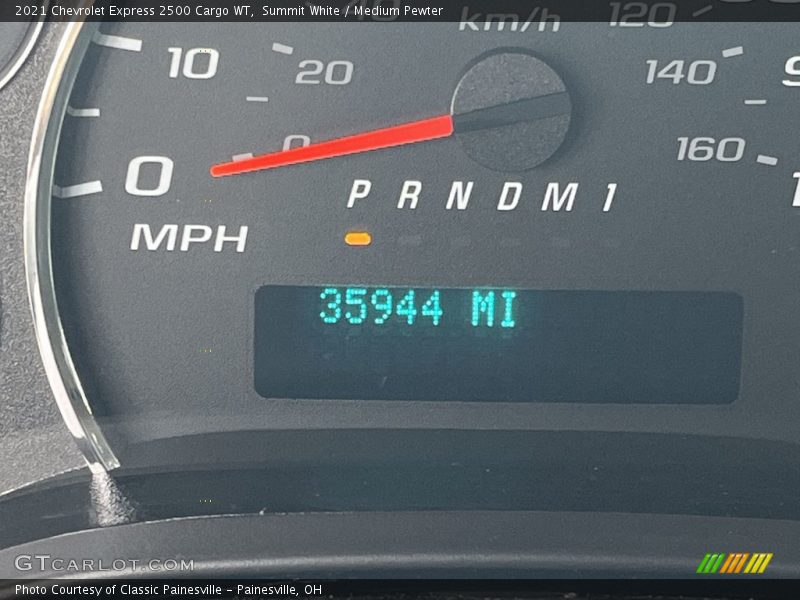 2021 Chevrolet Express 2500 Cargo WT, Summit White / Medium Pewter
km/h
120
10
20
140
0
0
160
P R N D M 1
MPH
35944 MI
GTCARLOT.COM
Photo Courtesy of Classic Painesville - Painesville, OH